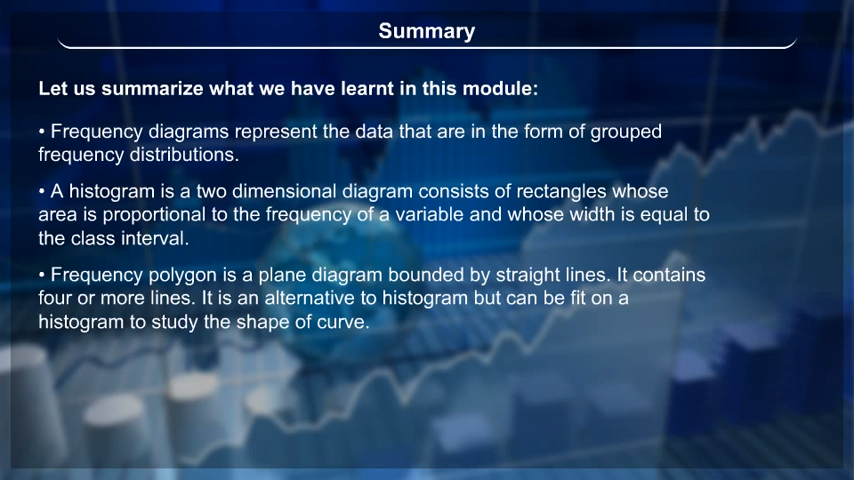 Summary
Let us summarize what we have learnt in this module:
• Frequency diagrams represent the data that are in the form of grouped
frequency distributions.
• A histogram is a two dimensional diagram consists of rectangles whose
area is proportional to the frequency of a variable and whose width is equal to
the class interval.
• Frequency polygon is a plane diagram bounded by straight lines. It contains
four or more lines. It is an alternative to histogram but can be fit on a
histogram to study the shape of curve.